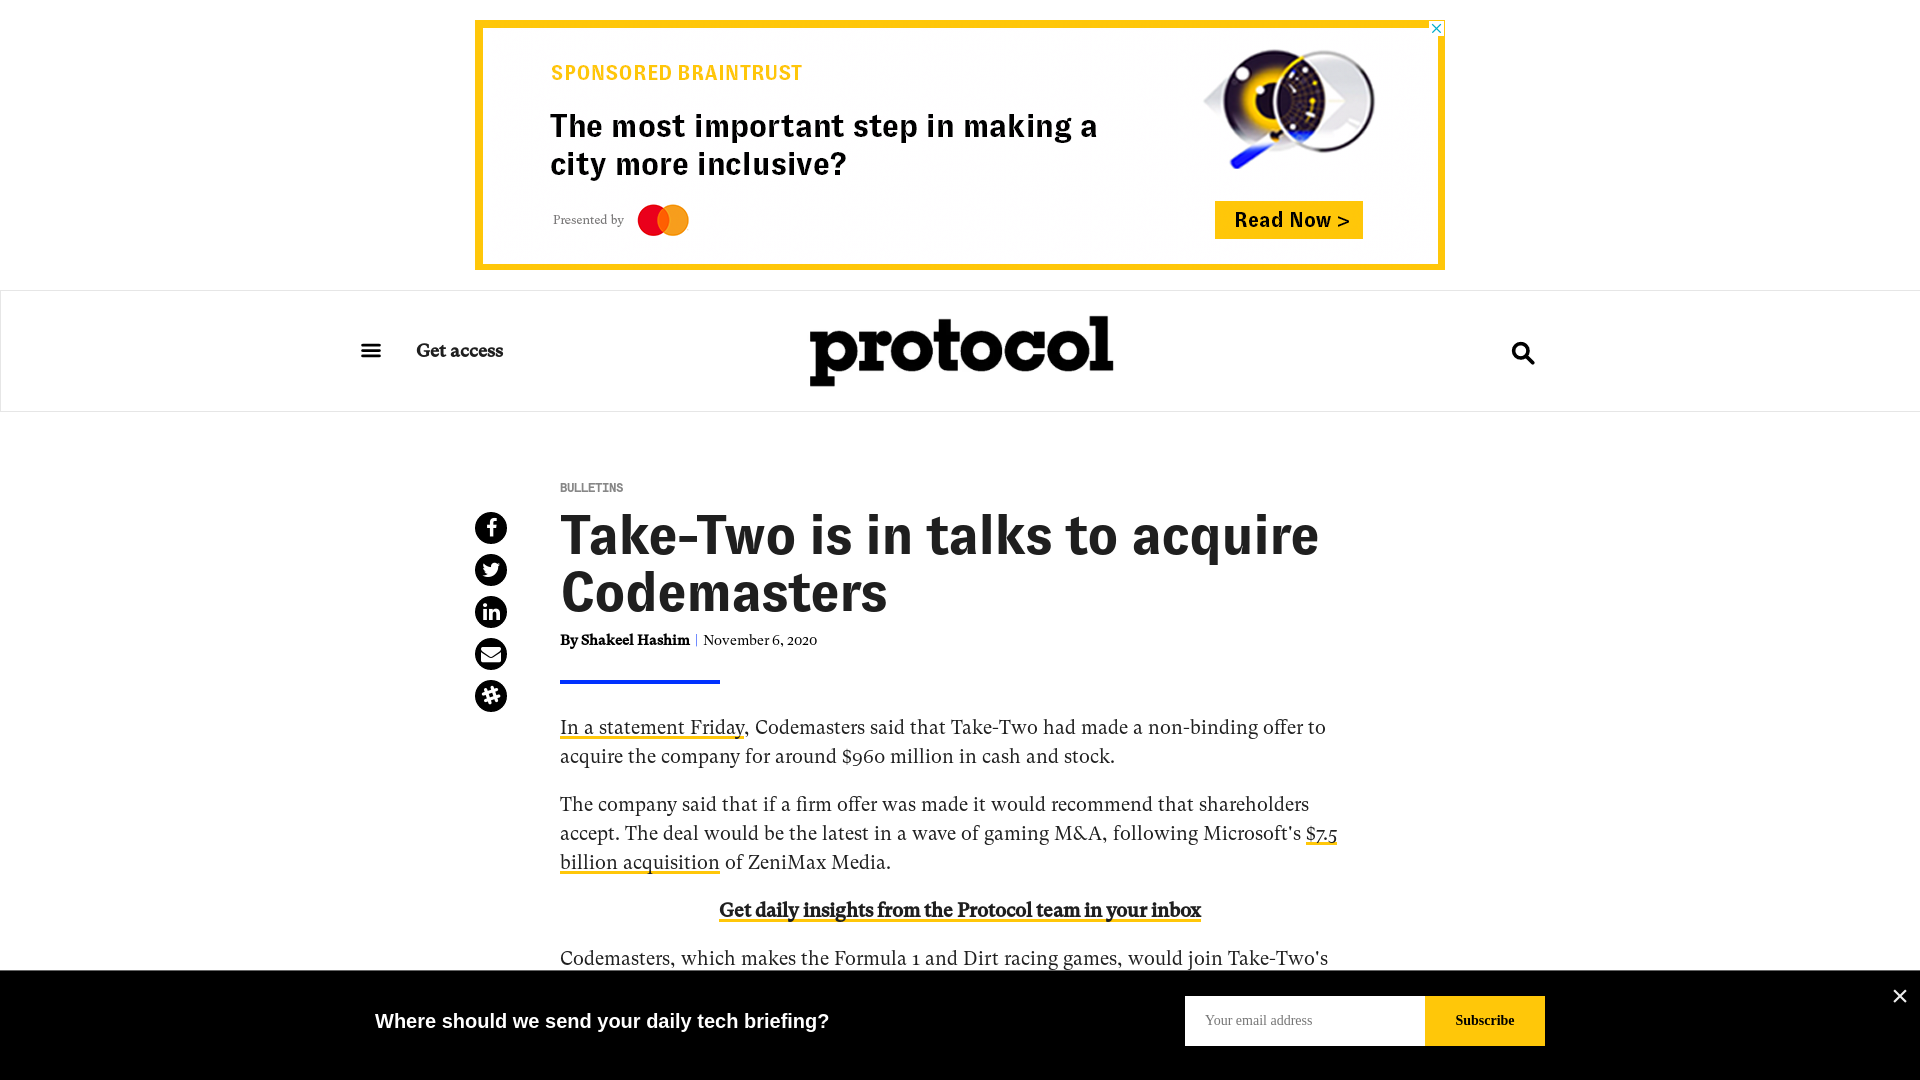 SPONSORED BRAINTRUST
The most important step in making a
city more inclusive?
Presented by
Read Now >
Get access
protocol
BULLETINS
Take-Two is in talks to acquire
Codemasters
By Shakeel Hashim | November 6, 2020
In a statement Friday, Codemasters said that Take-Two had made a non-binding offer to
acquire the company for around $960 million in cash and stock.
The company said that if a firm offer was made it would recommend that shareholders
accept. The deal would be the latest in a wave of gaming M&A, following Microsoft's $7.5
billion acquisition of ZeniMax Media.
Get daily insights from the Protocol team in your inbox
Codemasters, which makes the Formula 1 and Dirt racing games, would join Take-Two's
Where should we send your daily tech briefing?
Your email address
Subscribe